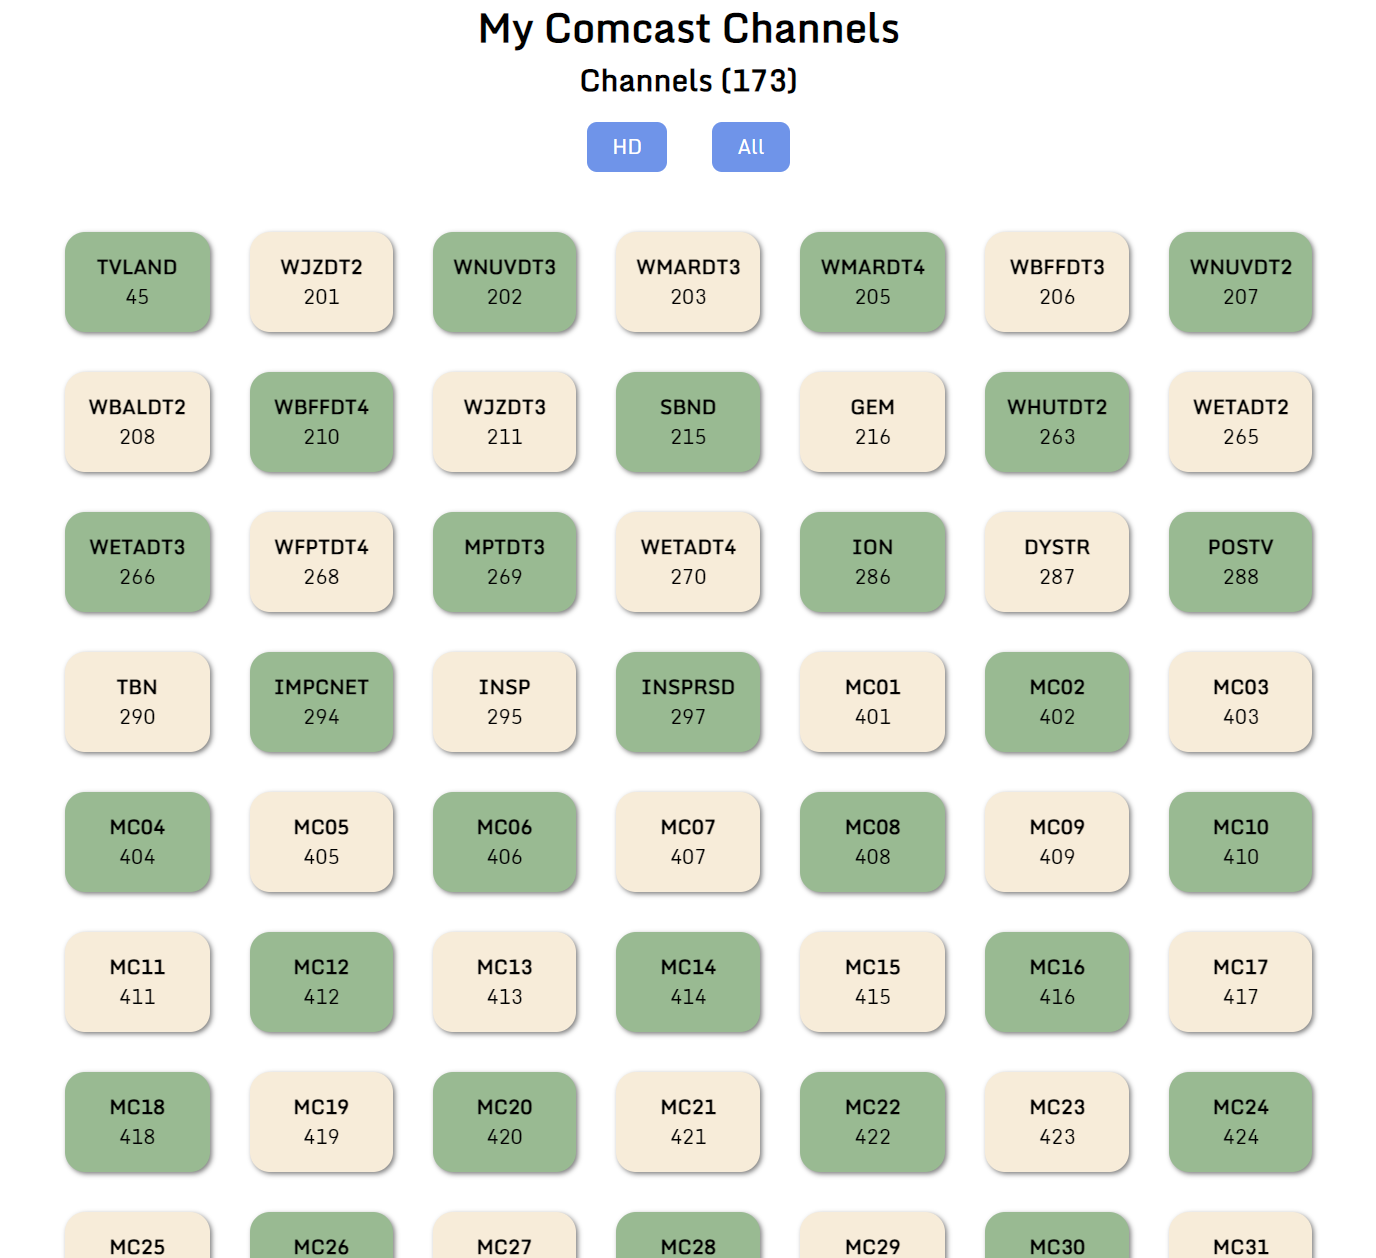 My Comcast Channels
Channels (173)
HD All
TVLAND WJZDT2 WNUVDT3 WMARDT3 WMARDT4 WBFFDT3 WNUVDT2
45 201 202 203 205 206 207
WBALDT2 WBFFDT4 WJZDT3 SBND GEM WHUTDT2 WETADT2
208 210 211 215 216 263 265
WETADT3 WFPTDT4 MPTDT3 WETADT4 ION DYSTR POSTV
266 268 269 270 286 287 288
TBN IMPCNET INSP INSPRSD MC01 MC02 MC03
290 294 295 297 401 402 403
MC04 MC05 MC06 MC07 MC08 MC09 MC10
404 405 406 407 408 409 410
MC11 MC12 MC13 MC14 MC15 MC16 MC17
411 412 413 414 415 416 417
MC18 MC19 MC20 MC21 MC22 MC23 MC24
418 419 420 421 422 423 424
MC25 MC26 MC27 MC28 MC29 MC30 MC31